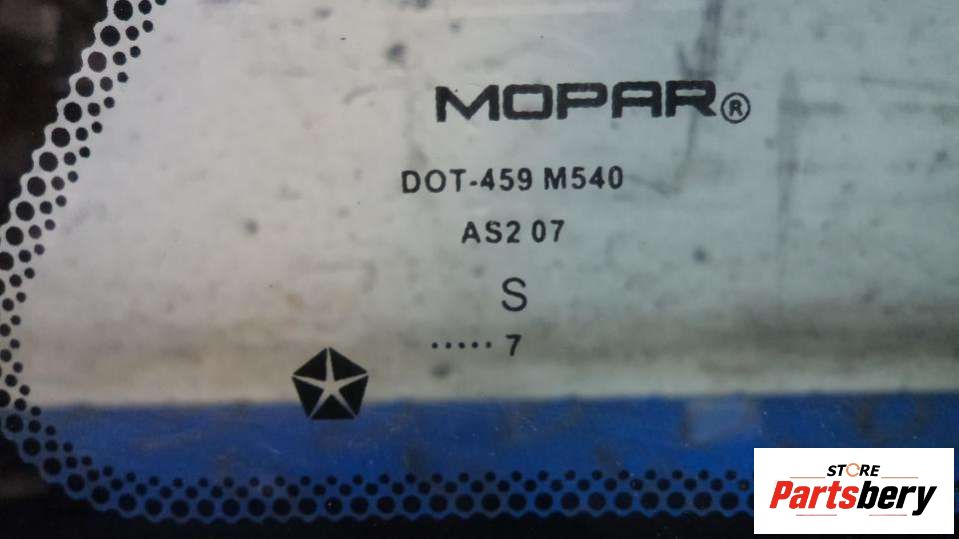 MOPAR®
DOT-459 M540
AS2 07
S
..... 7
STORE
Partsbery